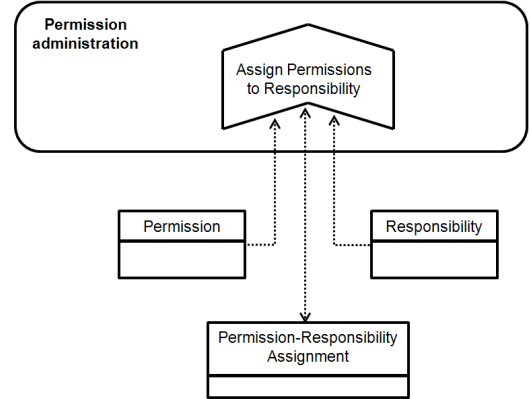 Permission
administration
Assign Permissions
to Responsibility
Permission
Responsibility
Permission-Responsibility
Assignment